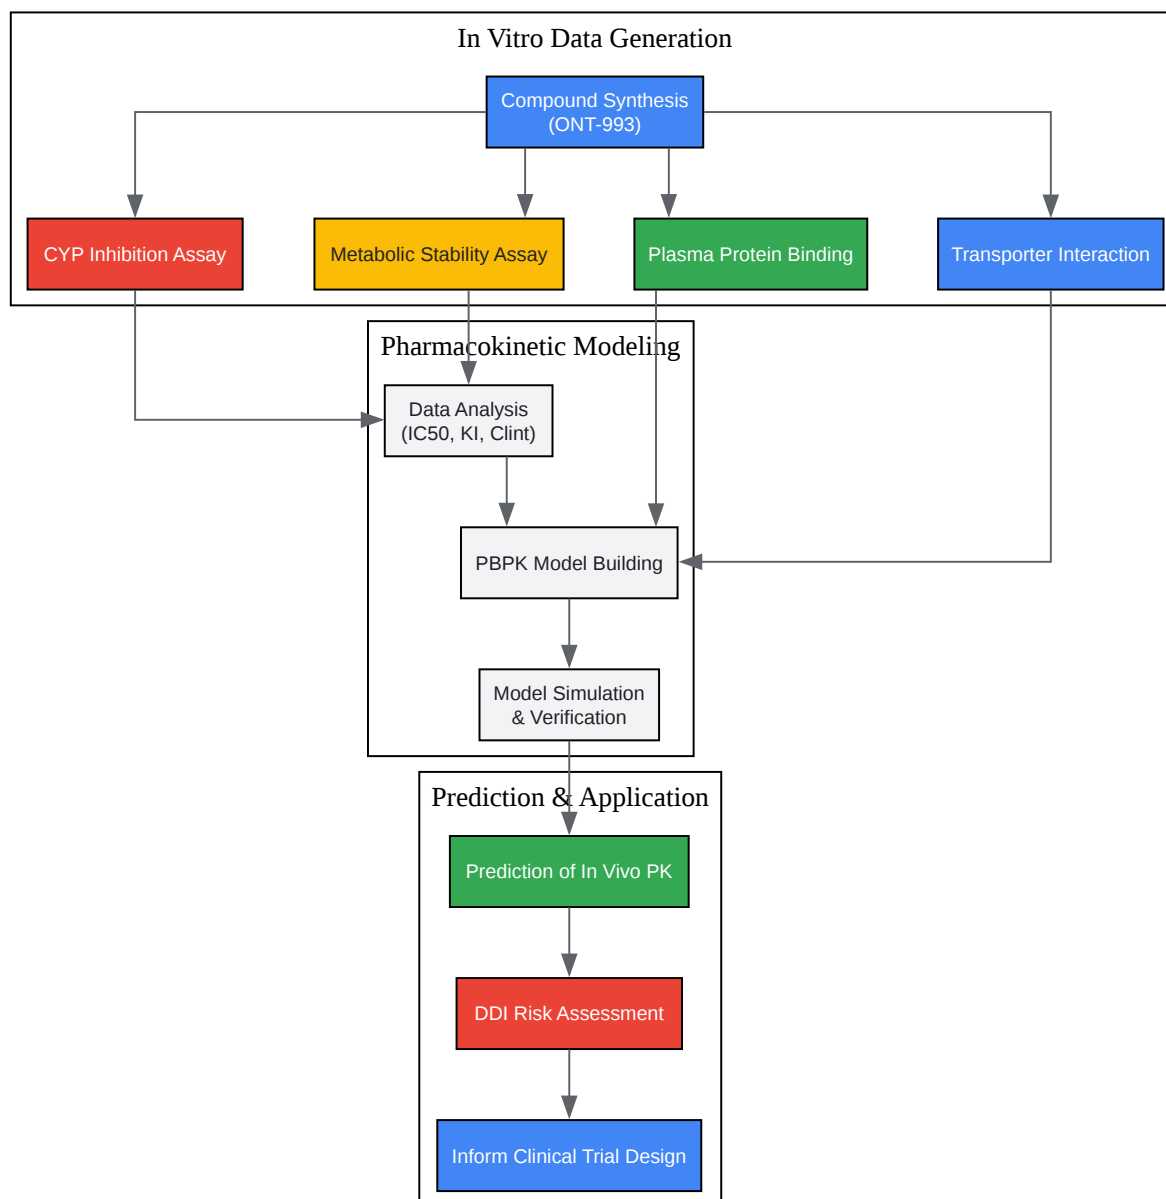 In Vitro Data Generation
Compound Synthesis
(ONT-993)
CYP Inhibition Assay
Metabolic Stability Assay
Plasma Protein Binding
Transporter Interaction
Pharmacokinetic Modeling
Data Analysis
(IC50, KI, Clint)
PBPK Model Building
Model Simulation
& Verification
Prediction & Application
Prediction of In Vivo PK
DDI Risk Assessment
Inform Clinical Trial Design